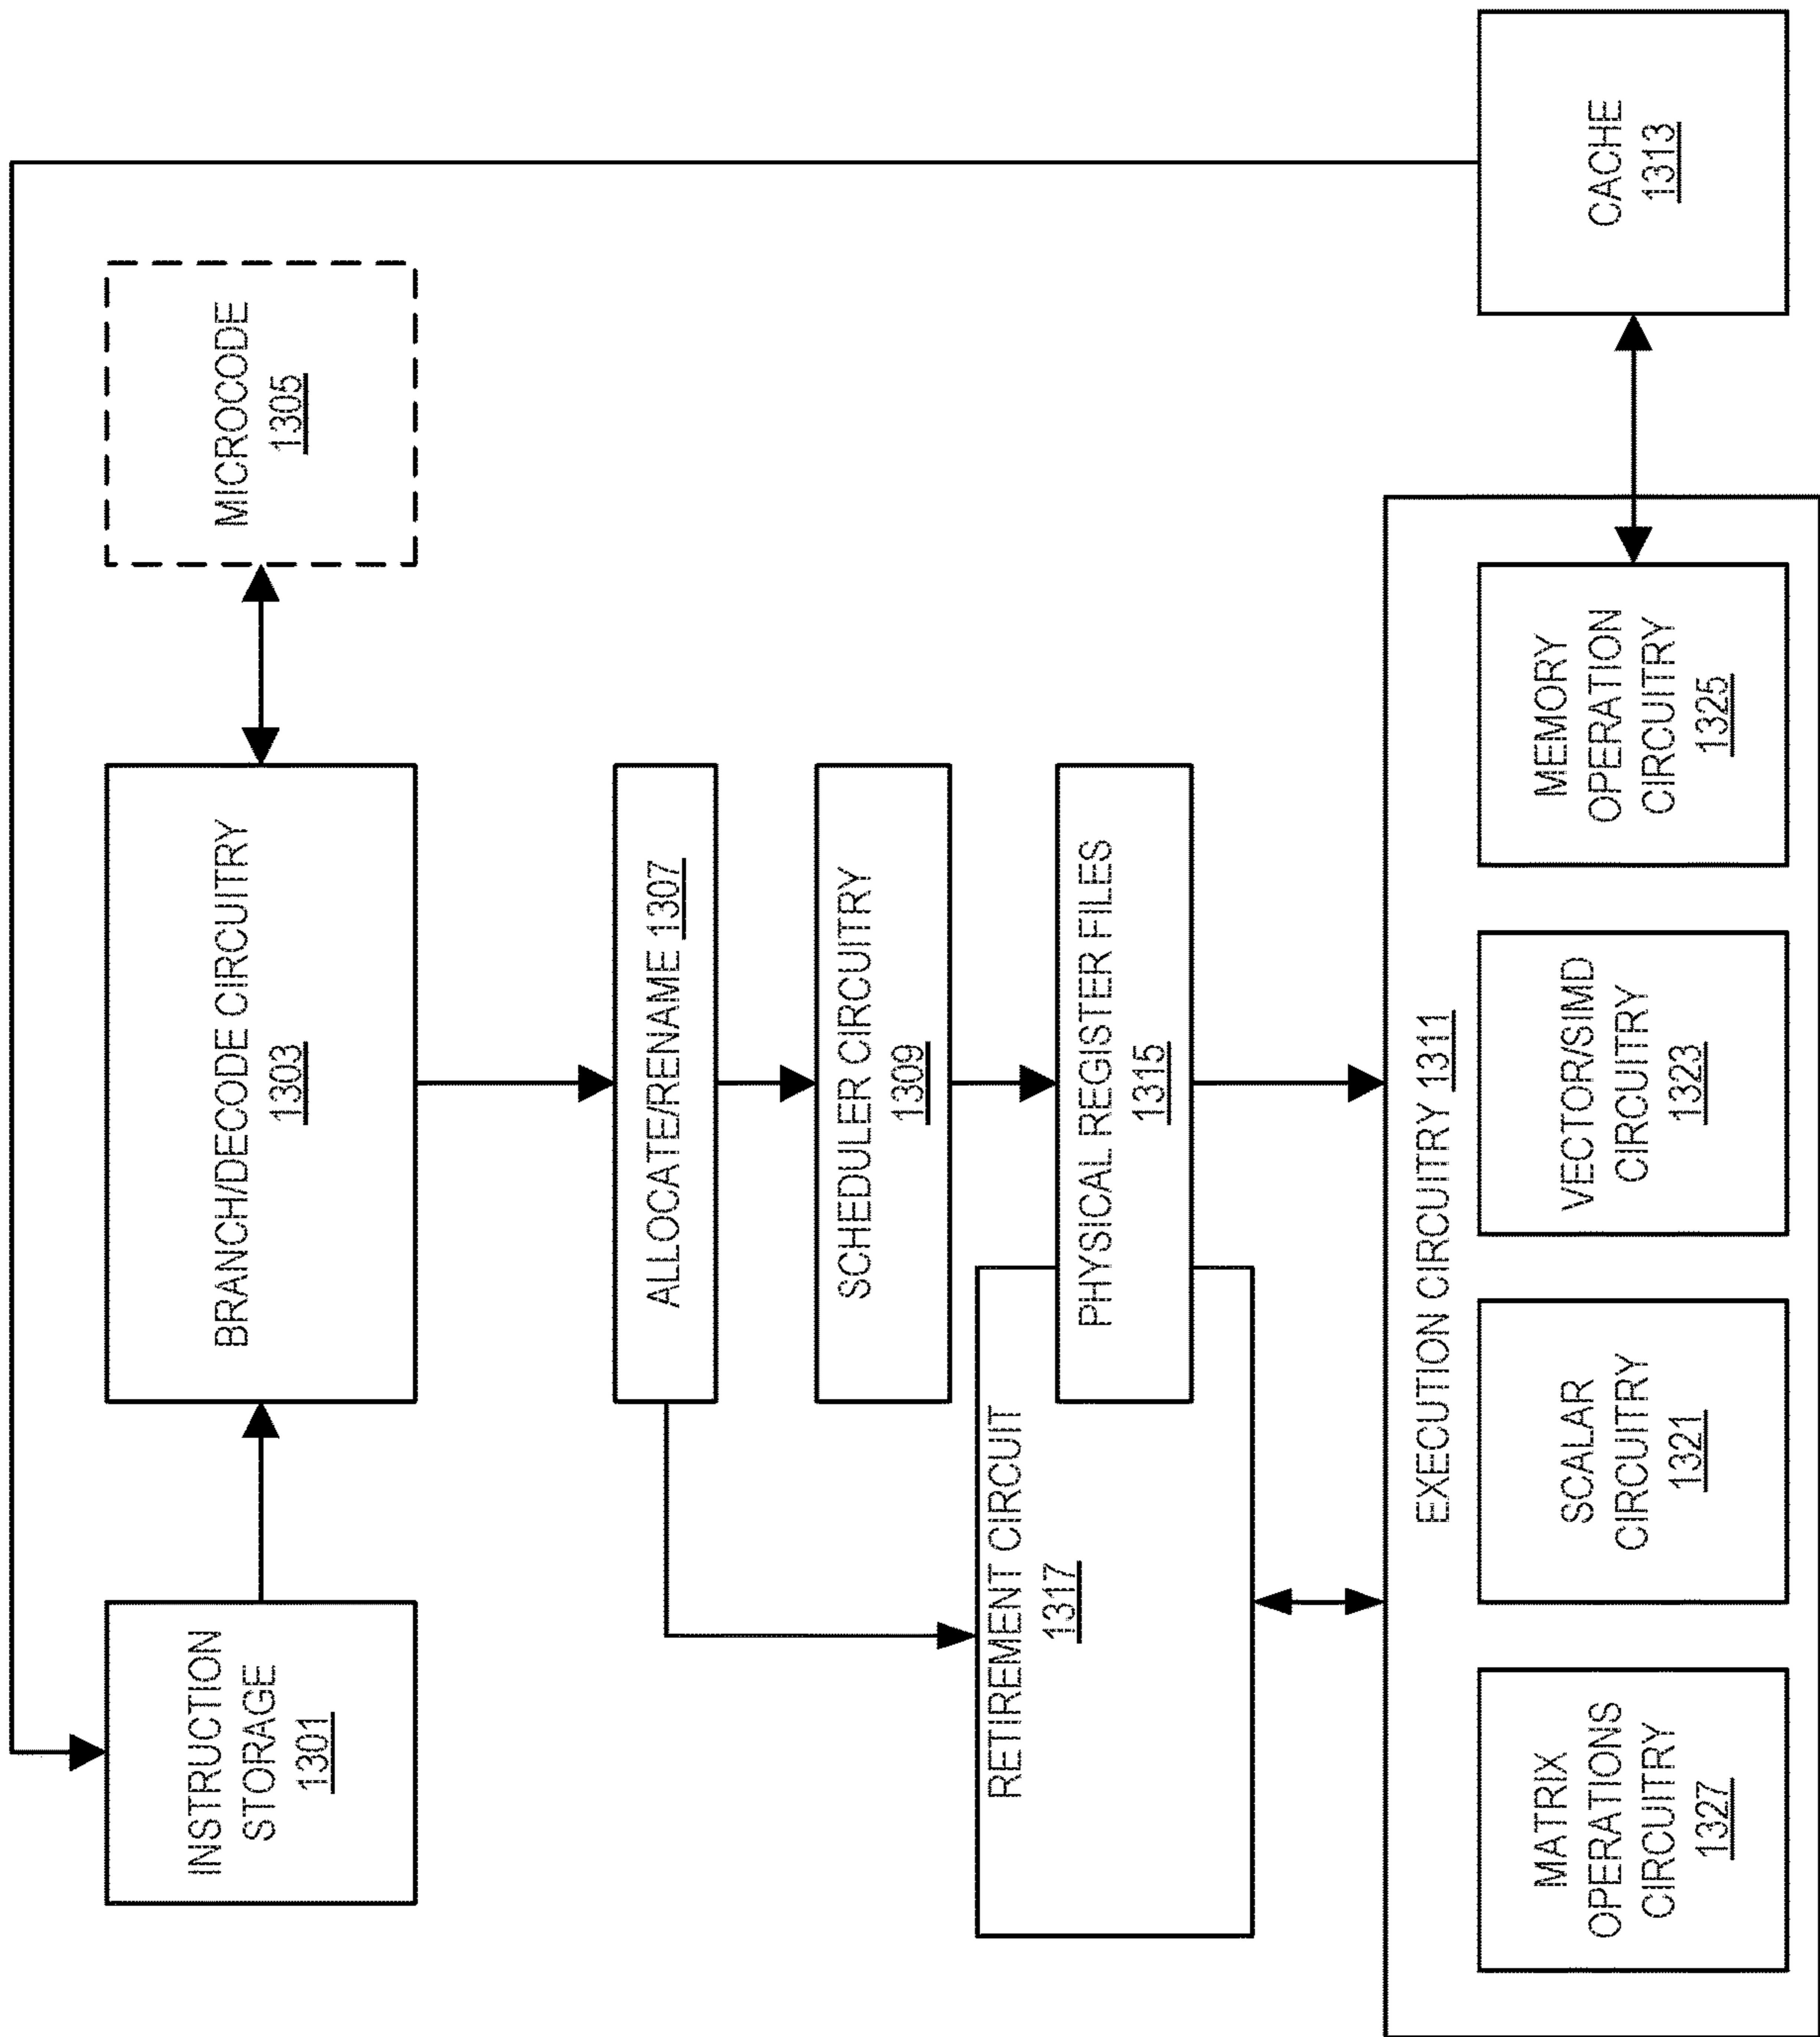 INSTRUCTION
STORAGE
1301
BRANCH/DECODE CIRCUITRY
1303
MICROCODE
1305
ALLOCATE/RENAME 1307
SCHEDULER CIRCUITRY
1309
RETIREMENT CIRCUIT
1317
PHYSICAL REGISTER FILES
1315
EXECUTION CIRCUITRY 1311
MATRIX
OPERATIONS
CIRCUITRY
1327
SCALAR
CIRCUITRY
1321
VECTOR/SIMD
CIRCUITRY
1323
MEMORY
OPERATION
CIRCUITRY
1325
CACHE
1313